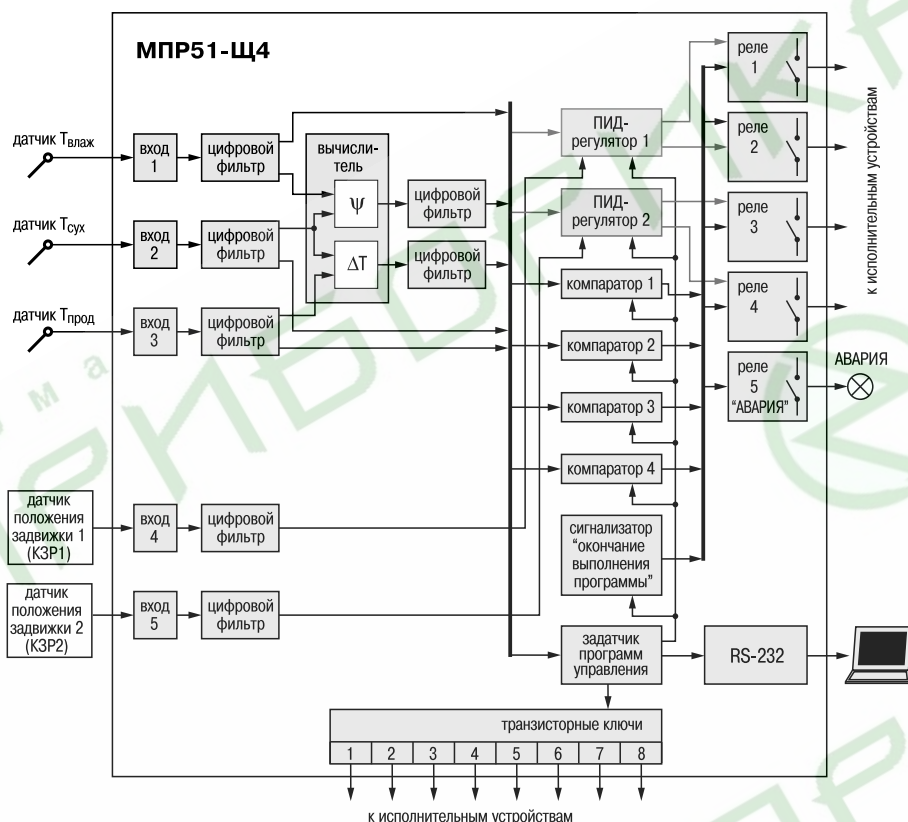 МПР51-Щ4
датчик Tвлаж
вход
1
цифровой
фильтр
вычисли-
тель
ψ
ΔT
цифровой
фильтр
цифровой
фильтр
датчик Tсух
вход
2
цифровой
фильтр
датчик Tпрод
вход
3
цифровой
фильтр
датчик
положения
задвижки 1
(КЗР1)
вход
4
цифровой
фильтр
датчик
положения
задвижки 2
(КЗР2)
вход
5
цифровой
фильтр
ПИД-
регулятор 1
ПИД-
регулятор 2
компаратор 1
компаратор 2
компаратор 3
компаратор 4
сигнализатор
“окончание
выполнения
программы”
задатчик
программ
управления
RS-232
реле
1
реле
2
реле
3
реле
4
реле
5
“АВАРИЯ”
к исполнительным устройствам
АВАРИЯ
транзисторные ключи
1 2 3 4 5 6 7 8
к исполнительным устройствам